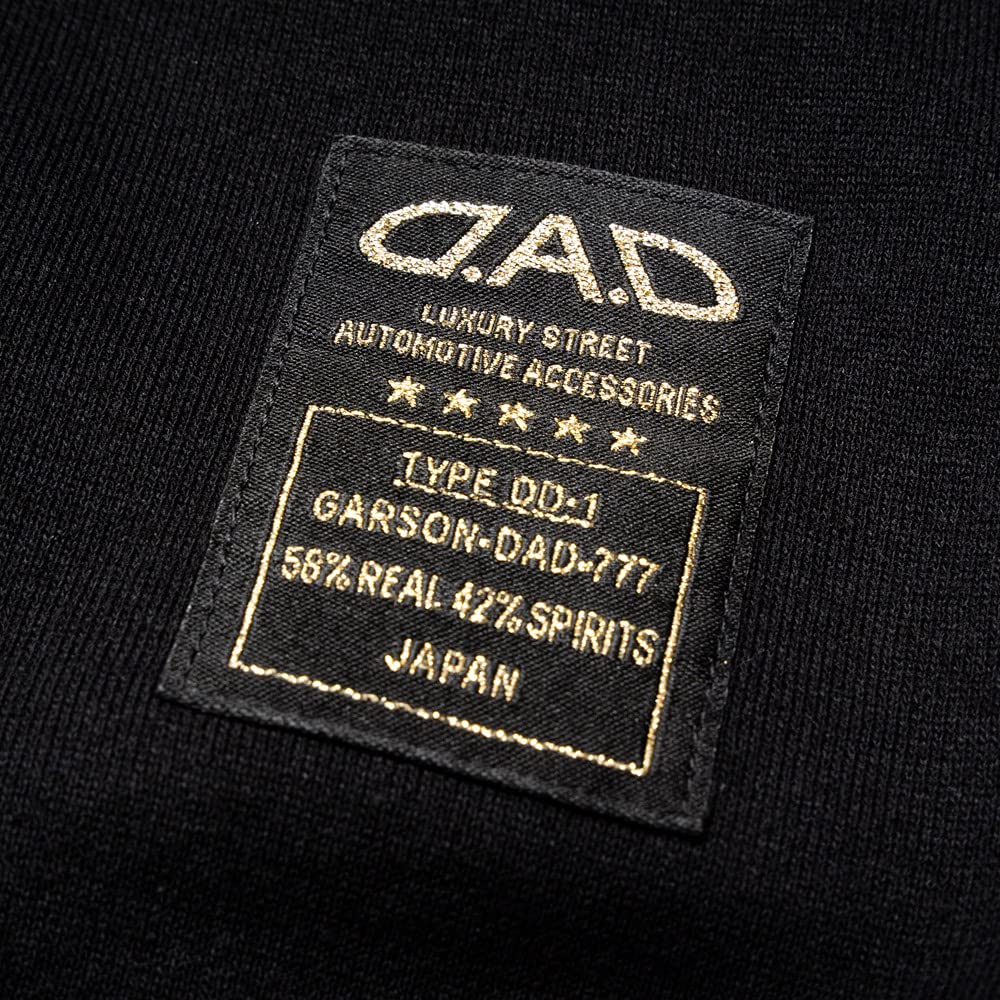 D.A.D
LUXURY STREET
AUTOMOTIVE ACCESSORIES
TYPE DD-1
GARSON-DAD-777
58% REAL 42% SPIRITS
JAPAN